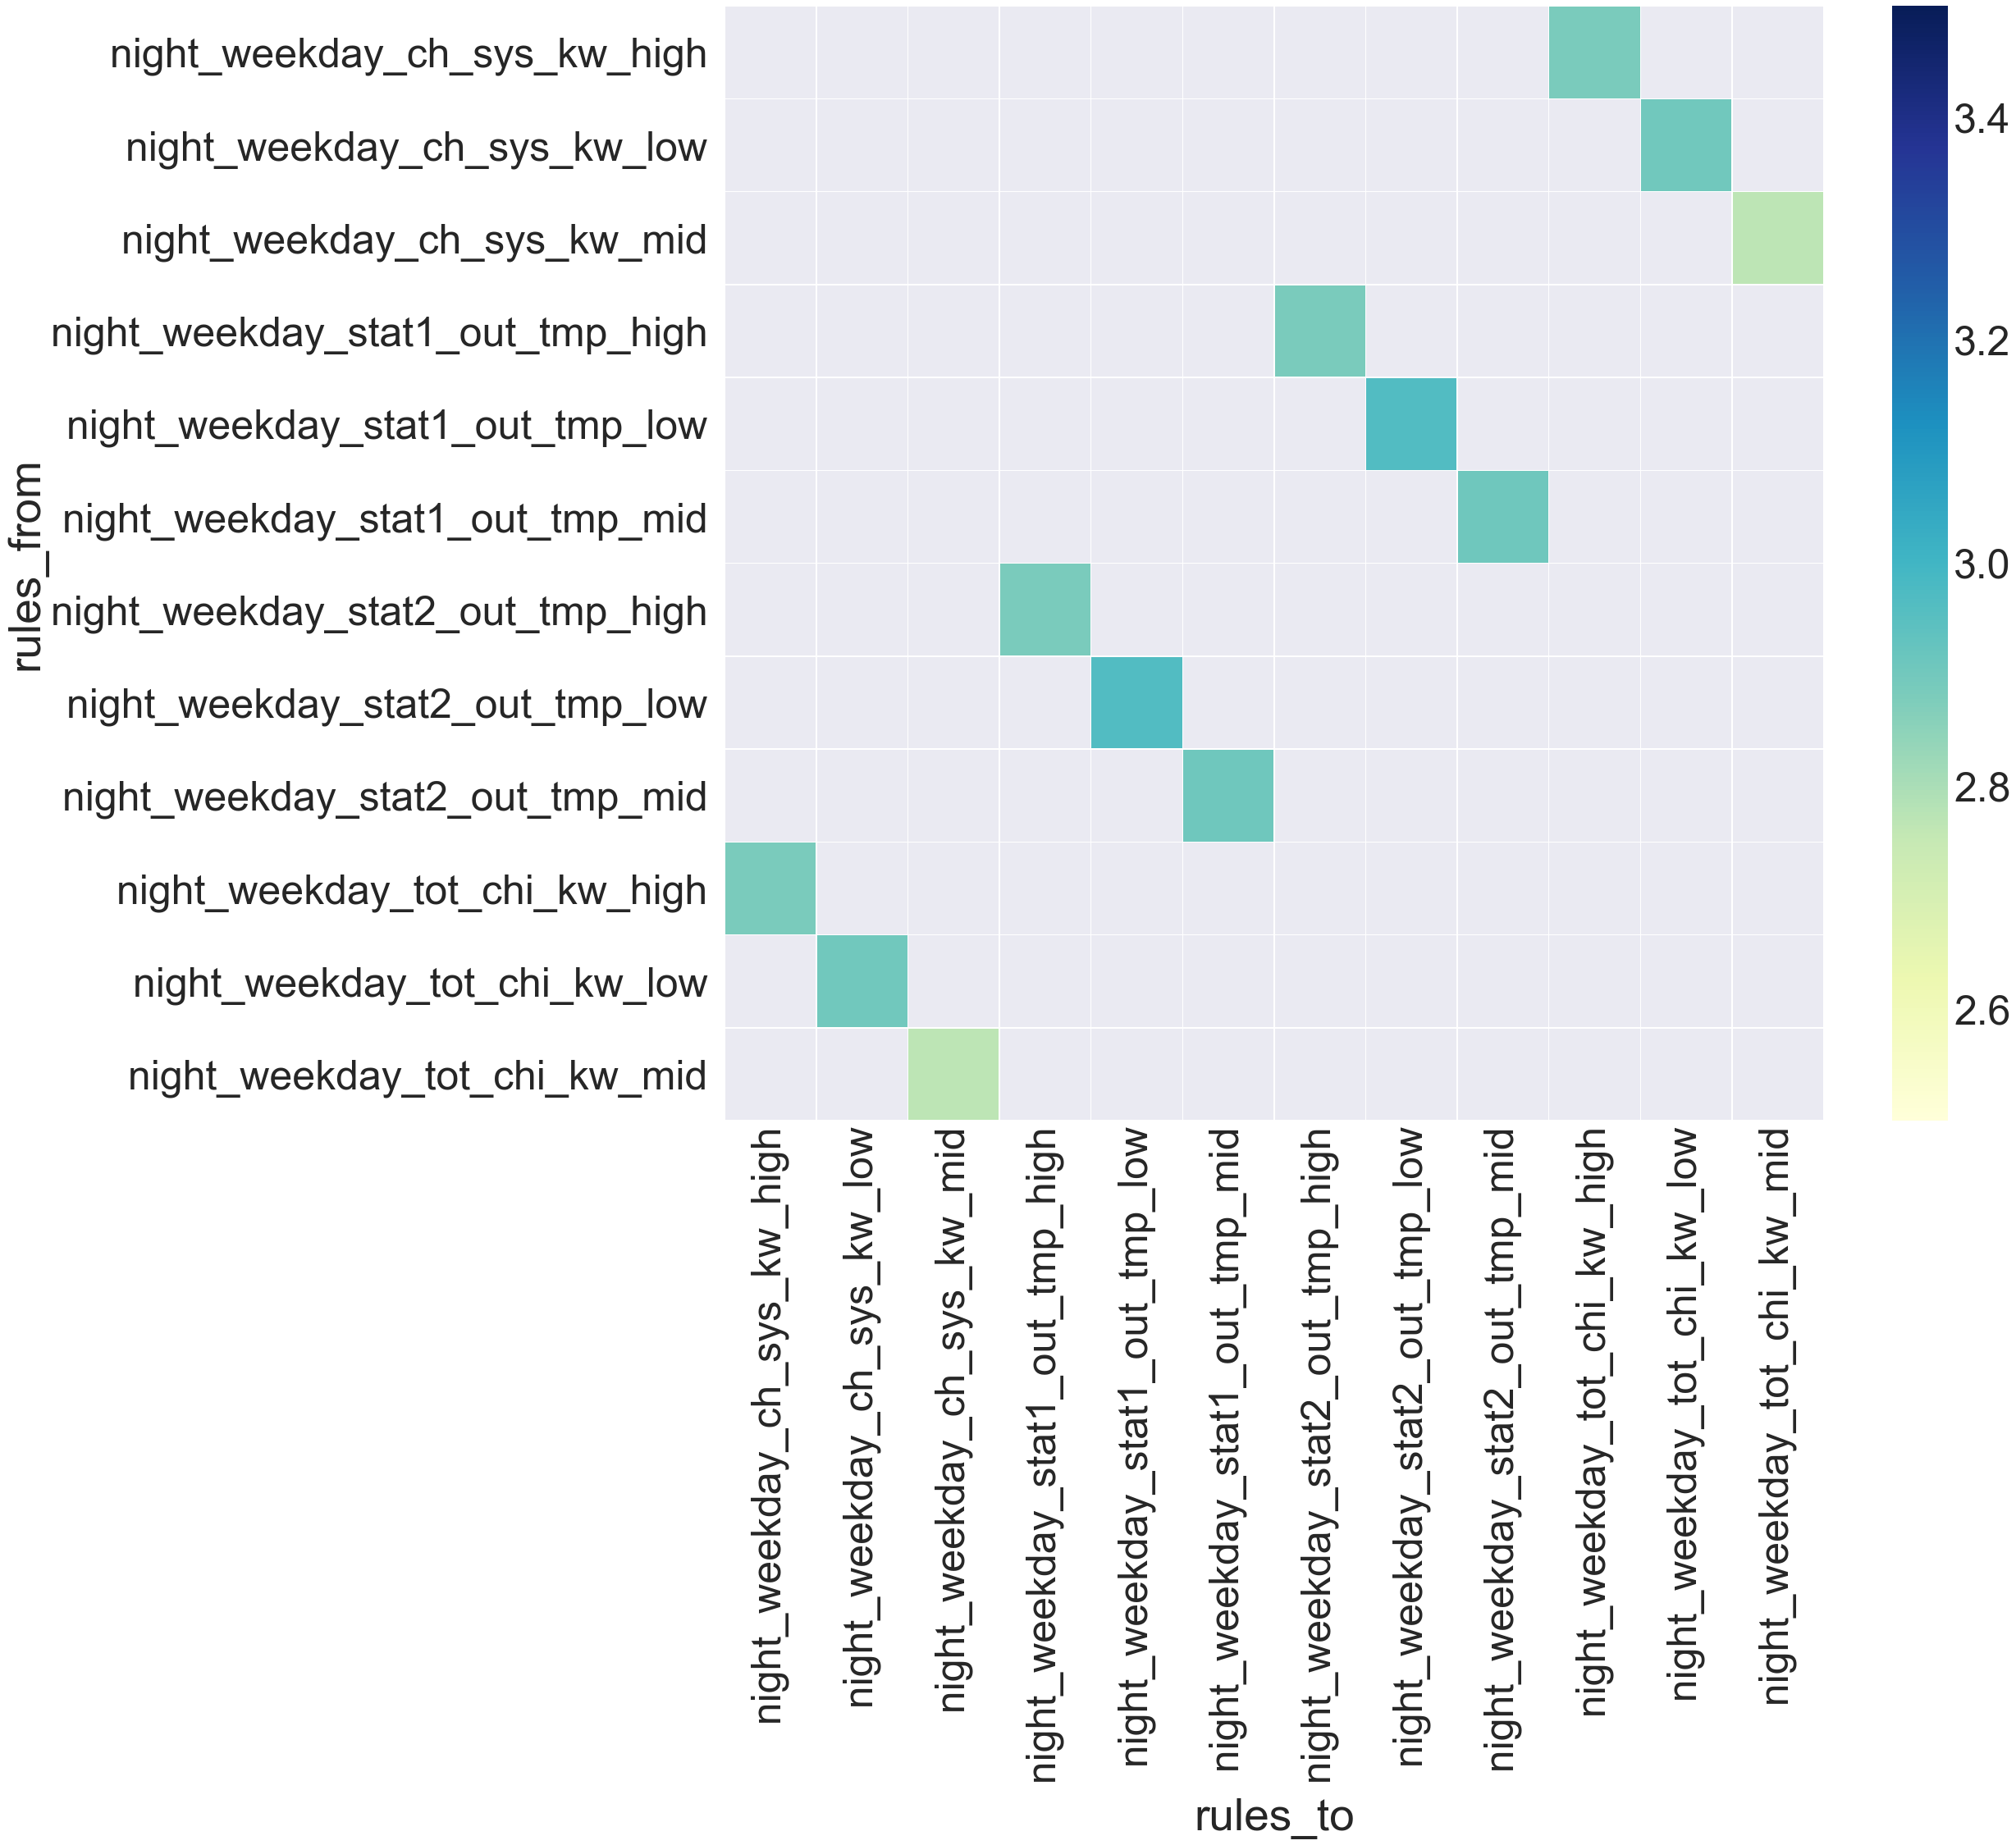 night_weekday_ch_sys_kw_high
night_weekday_ch_sys_kw_low
night_weekday_ch_sys_kw_mid
night_weekday_stat1_out_tmp_high
night_weekday_stat1_out_tmp_low
night_weekday_stat1_out_tmp_mid
night_weekday_stat2_out_tmp_high
night_weekday_stat2_out_tmp_low
night_weekday_stat2_out_tmp_mid
night_weekday_tot_chi_kw_high
night_weekday_tot_chi_kw_low
night_weekday_tot_chi_kw_mid
rules_from
night_weekday_ch_sys_kw_high
night_weekday_ch_sys_kw_low
night_weekday_ch_sys_kw_mid
night_weekday_stat1_out_tmp_high
night_weekday_stat1_out_tmp_low
night_weekday_stat1_out_tmp_mid
night_weekday_stat2_out_tmp_high
night_weekday_stat2_out_tmp_low
night_weekday_stat2_out_tmp_mid
night_weekday_tot_chi_kw_high
night_weekday_tot_chi_kw_low
night_weekday_tot_chi_kw_mid
rules_to
3.4
3.2
3.0
2.8
2.6